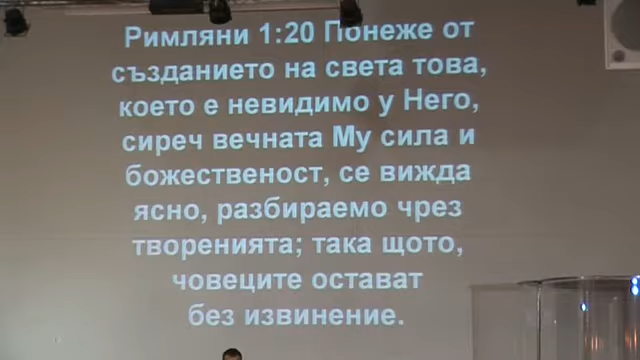 Римляни 1:20 Понеже от
създанието на света това,
което е невидимо у Него,
сиреч вечната Му сила и
божественост, се вижда
ясно, разбираемо чрез
творенията; така щото,
човеците остават
без извинение.